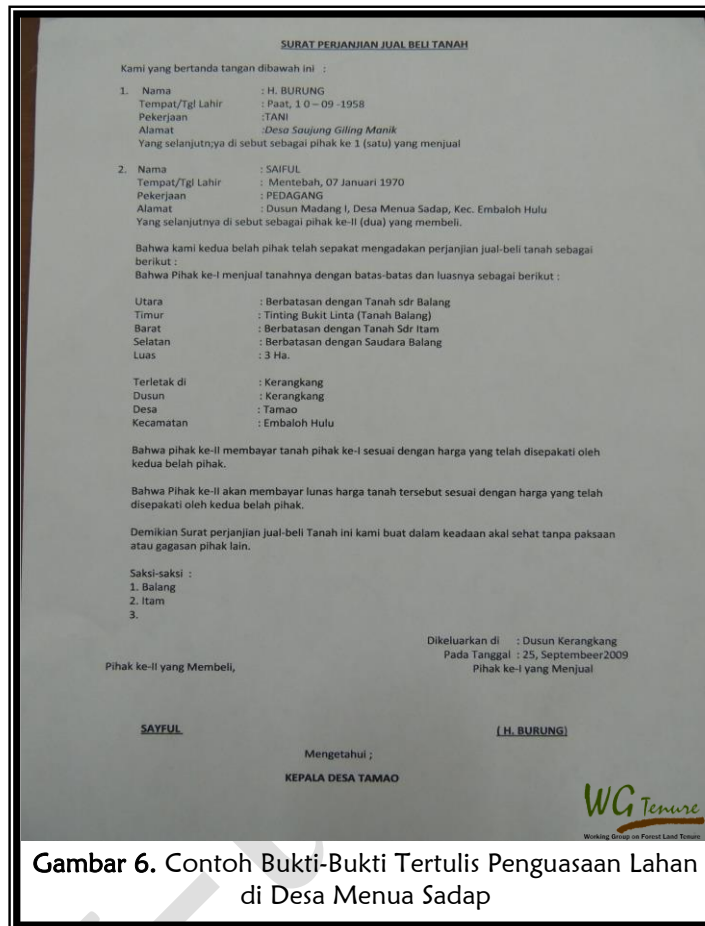 SURAT PERJANJIAN JUAL BELI TANAH
Kami yang bertanda tangan dibawah ini :
1. Nama : H. BURUNG
Tempat/Tgl Lahir : Paat, 1 0 – 09 -1958
Pekerjaan :TANI
Alamat :Desa Saujung Giling Manik
Yang selanjutn;ya di sebut sebagai pihak ke 1 (satu) yang menjual
2. Nama : SAIFUL
Tempat/Tgl Lahir : Mentebah, 07 Januari 1970
Pekerjaan : PEDAGANG
Alamat : Dusun Madang I, Desa Menua Sadap, Kec. Embaloh Hulu
Yang selanjutnya di sebut sebagai pihak ke-II (dua) yang membeli.
Bahwa kami kedua belah pihak telah sepakat mengadakan perjanjian jual-beli tanah sebagai
berikut :
Bahwa Pihak ke-I menjual tanahnya dengan batas-batas dan luasnya sebagai berikut :
Utara : Berbatasan dengan Tanah sdr Balang
Timur : Tinting Bukit Linta (Tanah Balang)
Barat : Berbatasan dengan Tanah Sdr Itam
Selatan : Berbatasan dengan Saudara Balang
Luas : 3 Ha.
Terletak di : Kerangkang
Dusun : Kerangkang
Desa : Tamao
Kecamatan : Embaloh Hulu
Bahwa pihak ke-II membayar tanah pihak ke-I sesuai dengan harga yang telah disepakati oleh
kedua belah pihak.
Bahwa Pihak ke-II akan membayar lunas harga tanah tersebut sesuai dengan harga yang telah
disepakati oleh kedua belah pihak.
Demikian Surat perjanjian jual-beli Tanah ini kami buat dalam keadaan akal sehat tanpa paksaan
atau gagasan pihak lain.
Saksi-saksi :
1. Balang
2. Itam
3.
Dikeluarkan di : Dusun Kerangkang
Pada Tanggal : 25, Septembeer2009
Pihak ke-II yang Membeli, Pihak ke-I yang Menjual
SAYFUL ( H. BURUNG)
Mengetahui ;
KEPALA DESA TAMAO
WG Tenure
Working Group on Forest Land Tenure
Gambar 6. Contoh Bukti-Bukti Tertulis Penguasaan Lahan
di Desa Menua Sadap